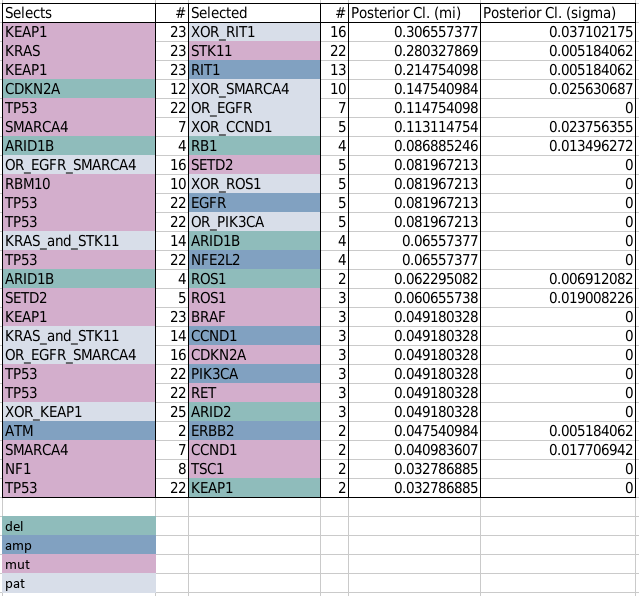 Selects # Selected # Posterior Cl. (mi) Posterior Cl. (sigma)
KEAP1 23 XOR_RIT1 16 0.306557377 0.037102175
KRAS 23 STK11 22 0.280327869 0.005184062
KEAP1 23 RIT1 13 0.214754098 0.005184062
CDKN2A 12 XOR_SMARCA4 10 0.147540984 0.025630687
TP53 22 OR_EGFR 7 0.114754098 0
SMARCA4 7 XOR_CCND1 5 0.113114754 0.023756355
ARID1B 4 RB1 4 0.086885246 0.013496272
OR_EGFR_SMARCA4 16 SETD2 5 0.081967213 0
RBM10 10 XOR_ROS1 5 0.081967213 0
TP53 22 EGFR 5 0.081967213 0
TP53 22 OR_PIK3CA 5 0.081967213 0
KRAS_and_STK11 14 ARID1B 4 0.06557377 0
TP53 22 NFE2L2 4 0.06557377 0
ARID1B 4 ROS1 2 0.062295082 0.006912082
SETD2 5 ROS1 3 0.060655738 0.019008226
KEAP1 23 BRAF 3 0.049180328 0
KRAS_and_STK11 14 CCND1 3 0.049180328 0
OR_EGFR_SMARCA4 16 CDKN2A 3 0.049180328 0
TP53 22 PIK3CA 3 0.049180328 0
TP53 22 RET 3 0.049180328 0
XOR_KEAP1 25 ARID2 3 0.049180328 0
ATM 2 ERBB2 2 0.047540984 0.005184062
SMARCA4 7 CCND1 2 0.040983607 0.017706942
NF1 8 TSC1 2 0.032786885 0
TP53 22 KEAP1 2 0.032786885 0
del
amp
mut
pat